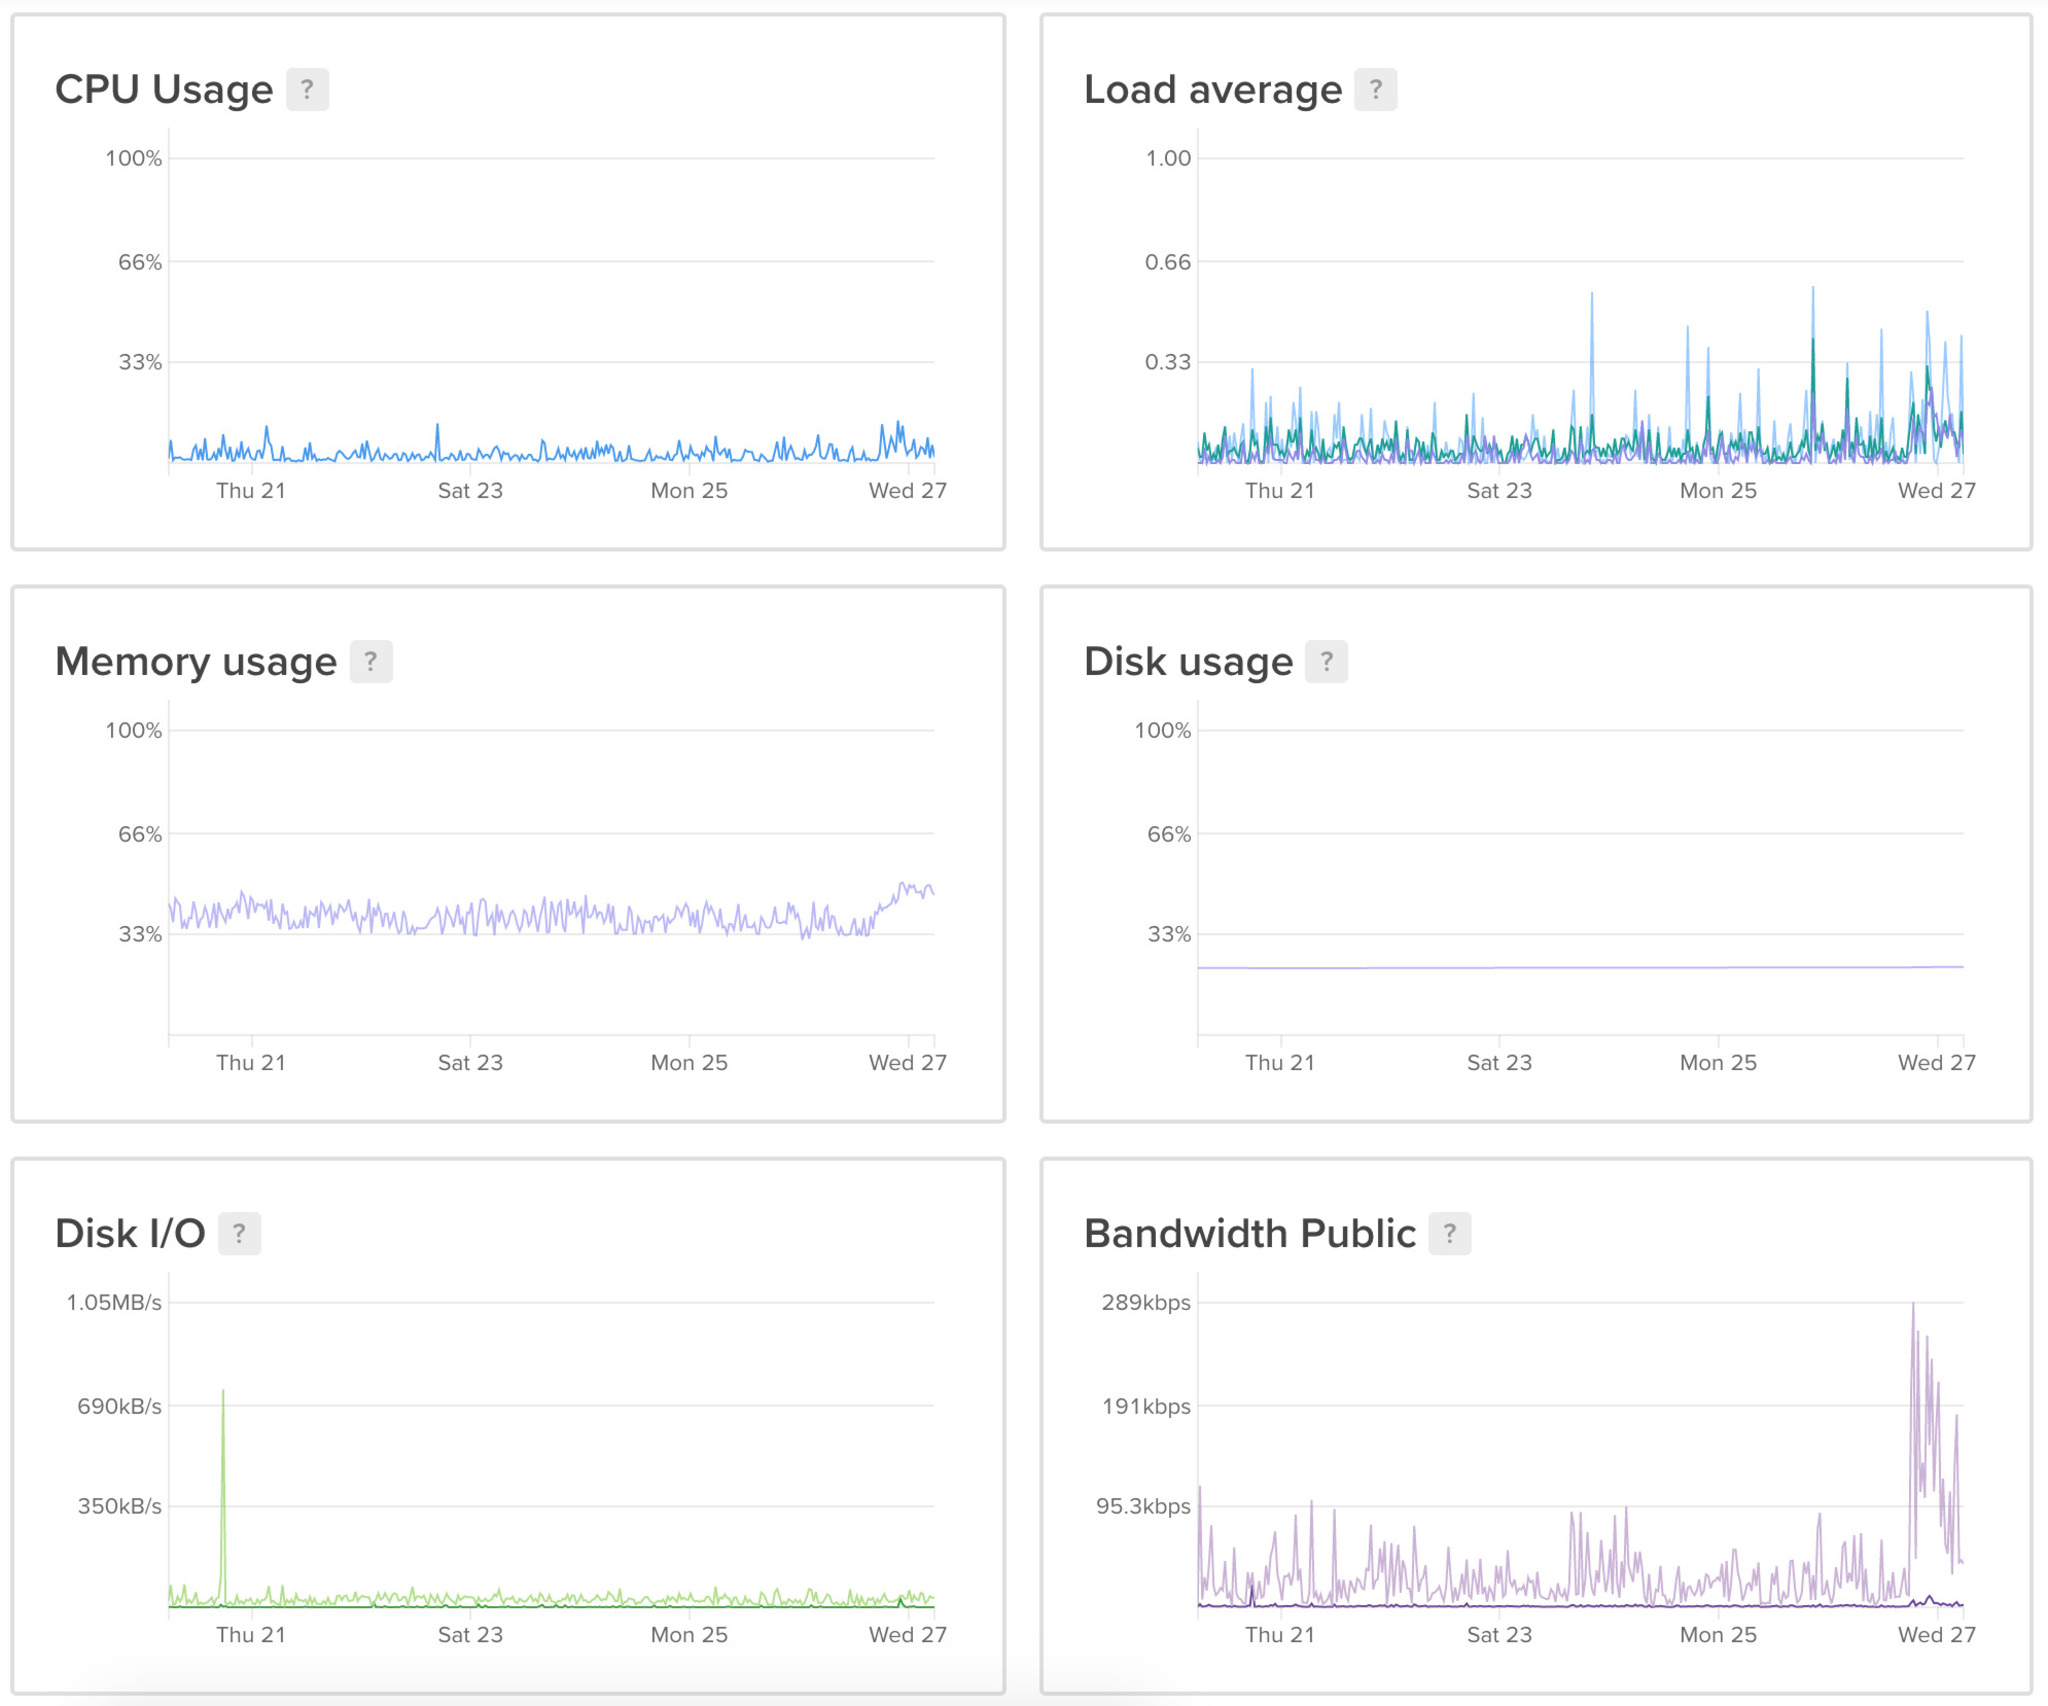 CPU Usage ?
100%
66%
33%
Thu 21 Sat 23 Mon 25 Wed 27
Load average ?
1.00
0.66
0.33
Thu 21 Sat 23 Mon 25 Wed 27
Memory usage ?
100%
66%
33%
Thu 21 Sat 23 Mon 25 Wed 27
Disk usage ?
100%
66%
33%
Thu 21 Sat 23 Mon 25 Wed 27
Disk I/O ?
1.05MB/s
690kB/s
350kB/s
Thu 21 Sat 23 Mon 25 Wed 27
Bandwidth Public ?
289kbps
191kbps
95.3kbps
Thu 21 Sat 23 Mon 25 Wed 27